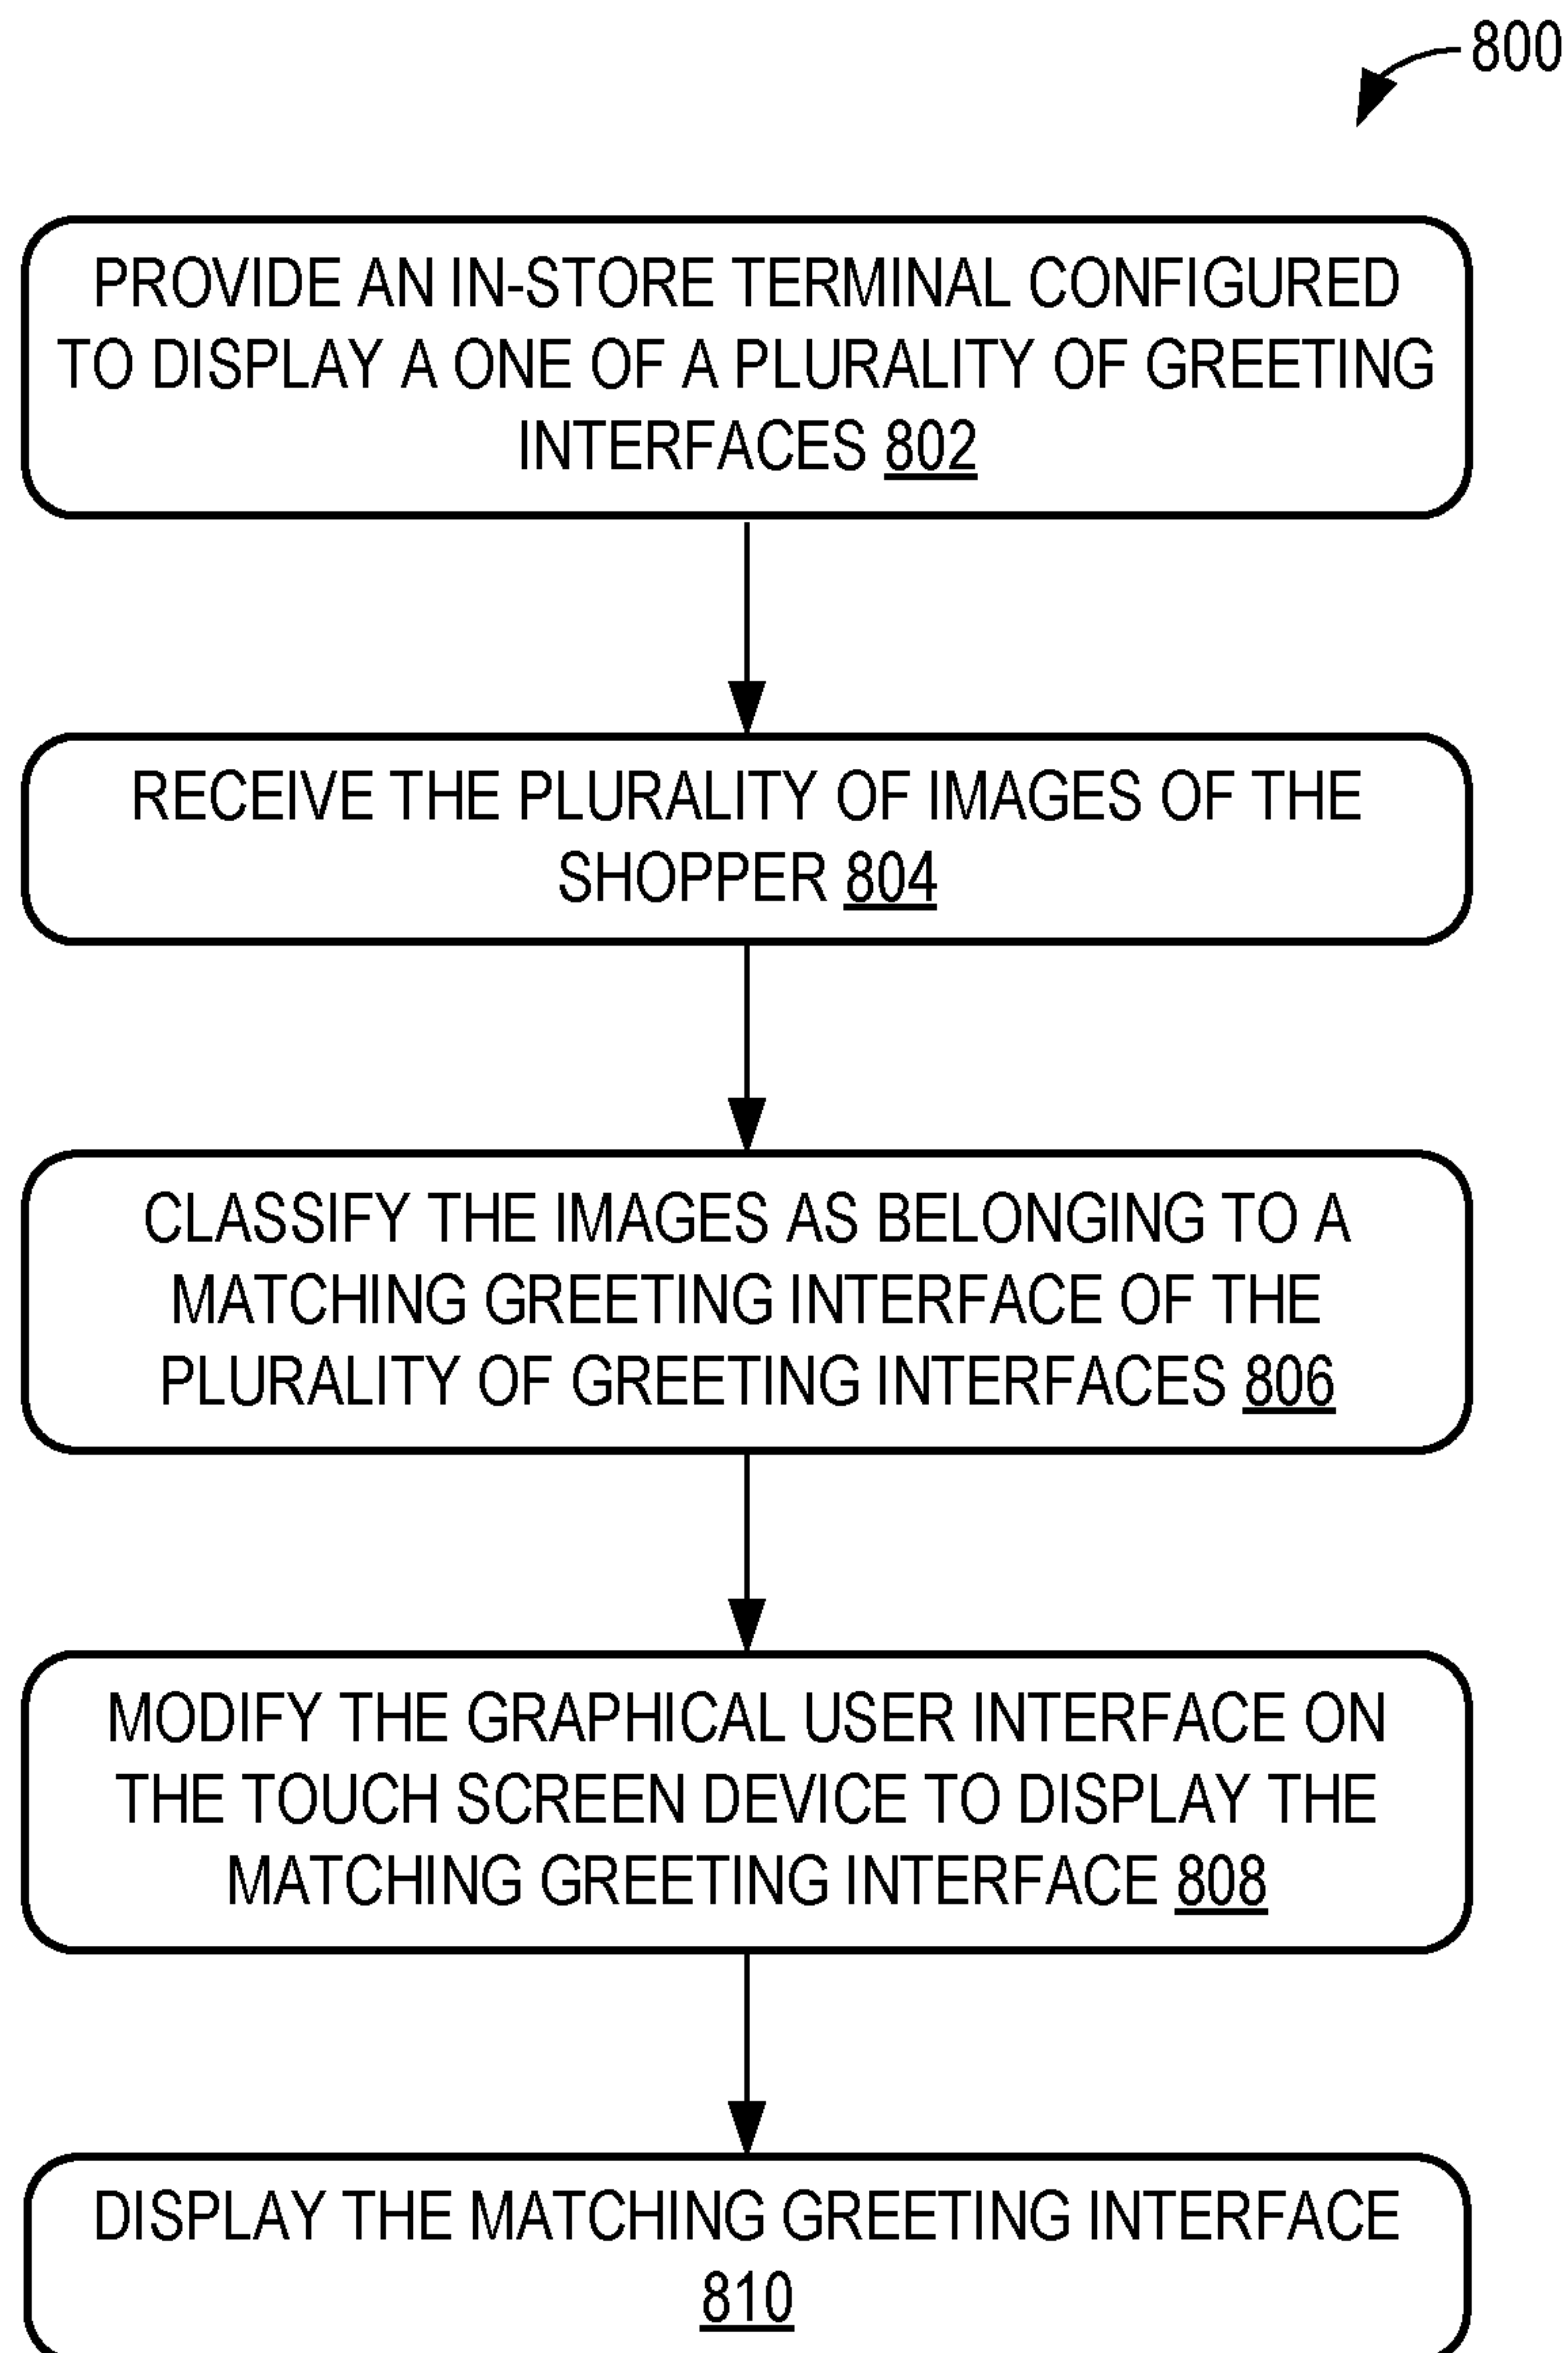 800
PROVIDE AN IN-STORE TERMINAL CONFIGURED
TO DISPLAY A ONE OF A PLURALITY OF GREETING
INTERFACES 802
RECEIVE THE PLURALITY OF IMAGES OF THE
SHOPPER 804
CLASSIFY THE IMAGES AS BELONGING TO A
MATCHING GREETING INTERFACE OF THE
PLURALITY OF GREETING INTERFACES 806
MODIFY THE GRAPHICAL USER INTERFACE ON
THE TOUCH SCREEN DEVICE TO DISPLAY THE
MATCHING GREETING INTERFACE 808
DISPLAY THE MATCHING GREETING INTERFACE
810